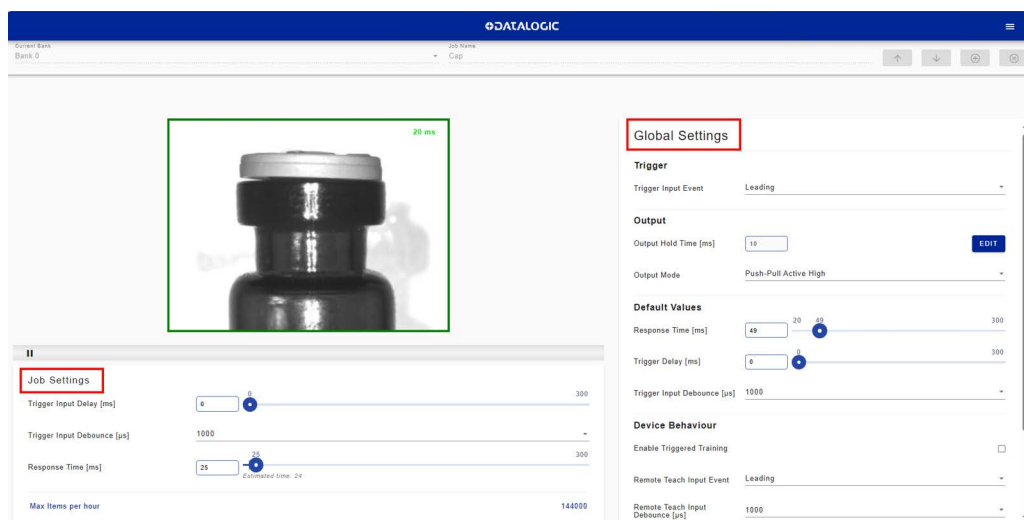 DATALOGIC
Current Bank
Bank 0
Job Name
Cap
20 ms
Job Settings
Trigger Input Delay [ms]
0
0
300
Trigger Input Debounce [µs]
1000
Response Time [ms]
25
25
300
Estimated time: 24
Max Items per hour
144000
Global Settings
Trigger
Trigger Input Event
Leading
Output
Output Hold Time [ms]
10
EDIT
Output Mode
Push-Pull Active High
Default Values
Response Time [ms]
49
20
49
300
Trigger Delay [ms]
0
0
300
Trigger Input Debounce [µs]
1000
Device Behaviour
Enable Triggered Training
Remote Teach Input Event
Leading
Remote Teach Input
Debounce [µs]
1000